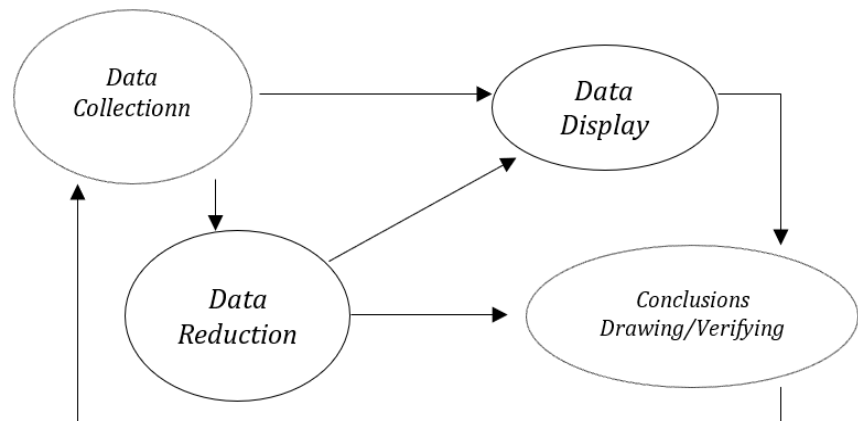 Data
Collectionn
Data
Display
Data
Reduction
Conclusions
Drawing/Verifying